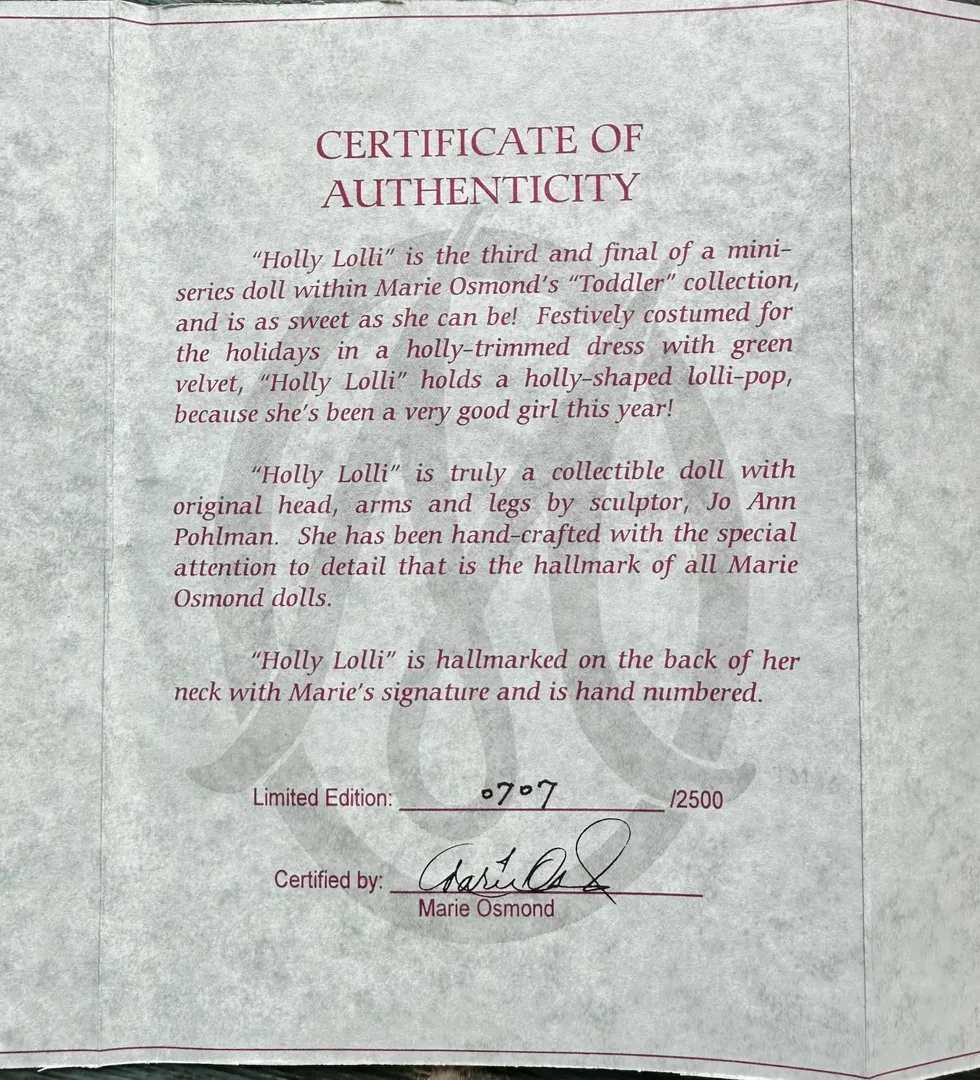 CERTIFICATE OF
AUTHENTICITY
"Holly Lolli" is the third and final of a mini-
series doll within Marie Osmond's "Toddler" collection,
and is as sweet as she can be! Festively costumed for
the holidays in a holly-trimmed dress with green
velvet, "Holly Lolli" holds a holly-shaped lolli-pop,
because she's been a very good girl this year!
"Holly Lolli" is truly a collectible doll with
original head, arms and legs by sculptor, Jo Ann
Pohlman. She has been hand-crafted with the special
attention to detail that is the hallmark of all Marie
Osmond dolls.
"Holly Lolli" is hallmarked on the back of her
neck with Marie's signature and is hand numbered.
TM
Limited Edition: 0707 /2500
Certified by: Marie Os
Marie Osmond